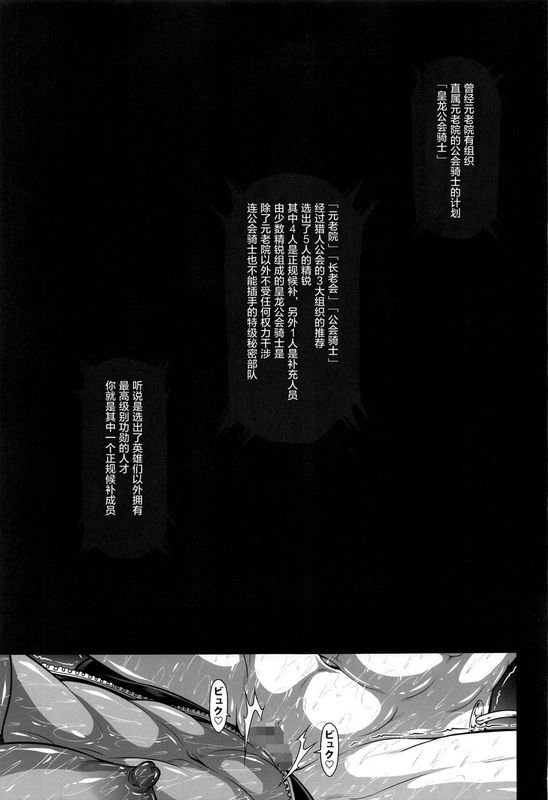 曾经元老院有组织
直属元老院的公会骑士的计划
「皇龙公会骑士」
「元老院」「长老会」「公会骑士」
经过猎人公会的3大组织的推荐
选出了5人的精锐
其中4人是正规候补，另外1人是补充人员
由少数精锐组成的皇龙公会骑士是
除了元老院以外不受任何权力干涉
连公会骑士也不能插手的特级秘密部队
听说是选出了英雄们以外拥有
最高级别功勋的人才
你就是其中一个正规候补成员
ビュク♡
ビュク♡